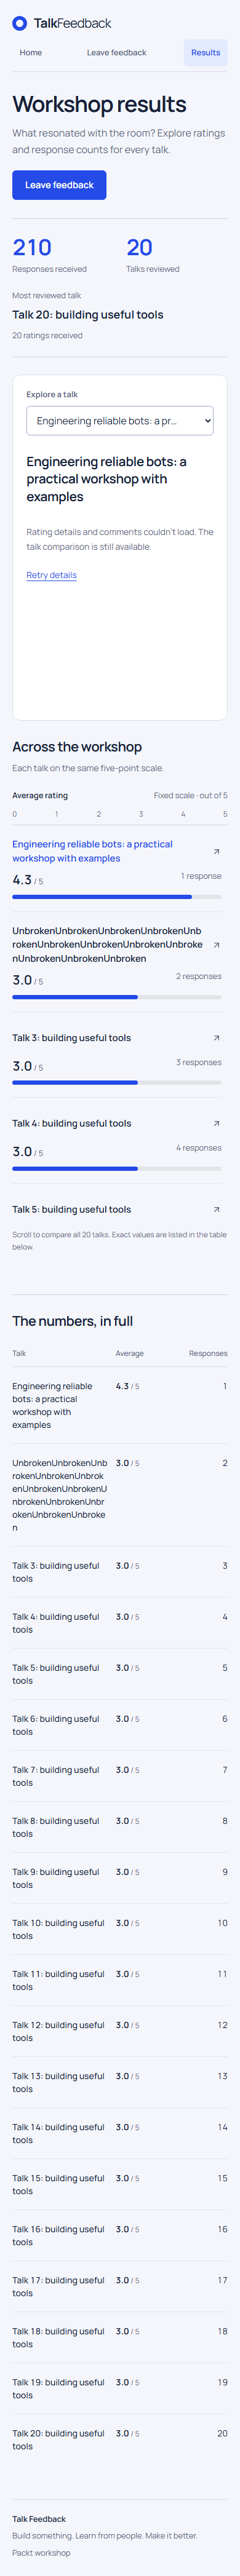 TalkFeedback
Home
Leave feedback
Results
Workshop results
What resonated with the room? Explore ratings
and response counts for every talk.
Leave feedback
210
Responses received
20
Talks reviewed
Most reviewed talk
Talk 20: building useful tools
20 ratings received
Explore a talk
Engineering reliable bots: a pr...
Engineering reliable bots: a
practical workshop with
examples
Rating details and comments couldn't load. The
talk comparison is still available.
Retry details
Across the workshop
Each talk on the same five-point scale.
Average rating
Fixed scale · out of 5
0 1 2 3 4 5
Engineering reliable bots: a practical
workshop with examples
4.3 / 5
1 response
UnbrokenUnbrokenUnbrokenUnbrokenUnb
rokenUnbrokenUnbrokenUnbrokenUnbroke
nUnbrokenUnbrokenUnbroken
3.0 / 5
2 responses
Talk 3: building useful tools
3.0 / 5
3 responses
Talk 4: building useful tools
3.0 / 5
4 responses
Talk 5: building useful tools
Scroll to compare all 20 talks. Exact values are listed in the table
below.
The numbers, in full
Talk Average Responses
Engineering reliable
bots: a practical
workshop with
examples
4.3 / 5
1
UnbrokenUnbrokenUnb
rokenUnbrokenUnbrok
enUnbrokenUnbrokenU
nbrokenUnbrokenUnbr
okenUnbrokenUnbroke
n
3.0 / 5
2
Talk 3: building useful
tools
3.0 / 5
3
Talk 4: building useful
tools
3.0 / 5
4
Talk 5: building useful
tools
3.0 / 5
5
Talk 6: building useful
tools
3.0 / 5
6
Talk 7: building useful
tools
3.0 / 5
7
Talk 8: building useful
tools
3.0 / 5
8
Talk 9: building useful
tools
3.0 / 5
9
Talk 10: building useful
tools
3.0 / 5
10
Talk 11: building useful
tools
3.0 / 5
11
Talk 12: building useful
tools
3.0 / 5
12
Talk 13: building useful
tools
3.0 / 5
13
Talk 14: building useful
tools
3.0 / 5
14
Talk 15: building useful
tools
3.0 / 5
15
Talk 16: building useful
tools
3.0 / 5
16
Talk 17: building useful
tools
3.0 / 5
17
Talk 18: building useful
tools
3.0 / 5
18
Talk 19: building useful
tools
3.0 / 5
19
Talk 20: building useful
tools
3.0 / 5
20
Talk Feedback
Build something. Learn from people. Make it better.
Packt workshop